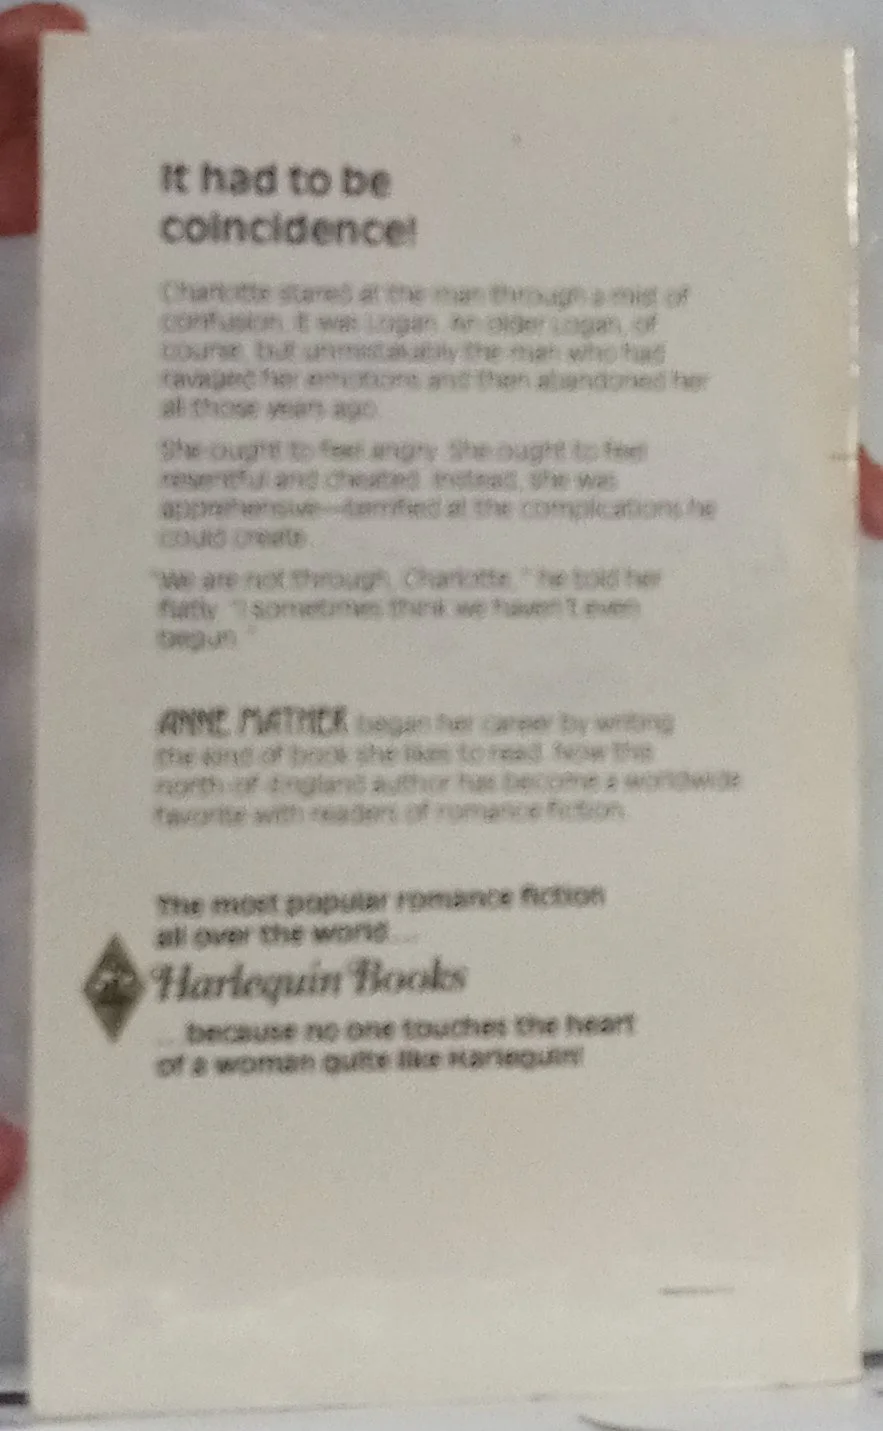 It had to be
coincidence!
Charlotte stared at the man through a mist of
confusion. It was Logan. An older Logan, of
course, but unmistakably the man who had
ravaged her emotions and then abandoned her
all those years ago.
She ought to feel angry. She ought to feel
resentful and cheated. Instead, she was
apprehensive—terrified at the complications he
could create.
"We are not through, Charlotte," he told her
flatly. "I sometimes think we haven't even
begun."
ANNE MATHER began her career by writing
the kind of book she likes to read. Now this
north-of-England author has become a worldwide
favorite with readers of romance fiction.
The most popular romance fiction
all over the world...
Harlequin Books
...because no one touches the heart
of a woman quite like Harlequin!